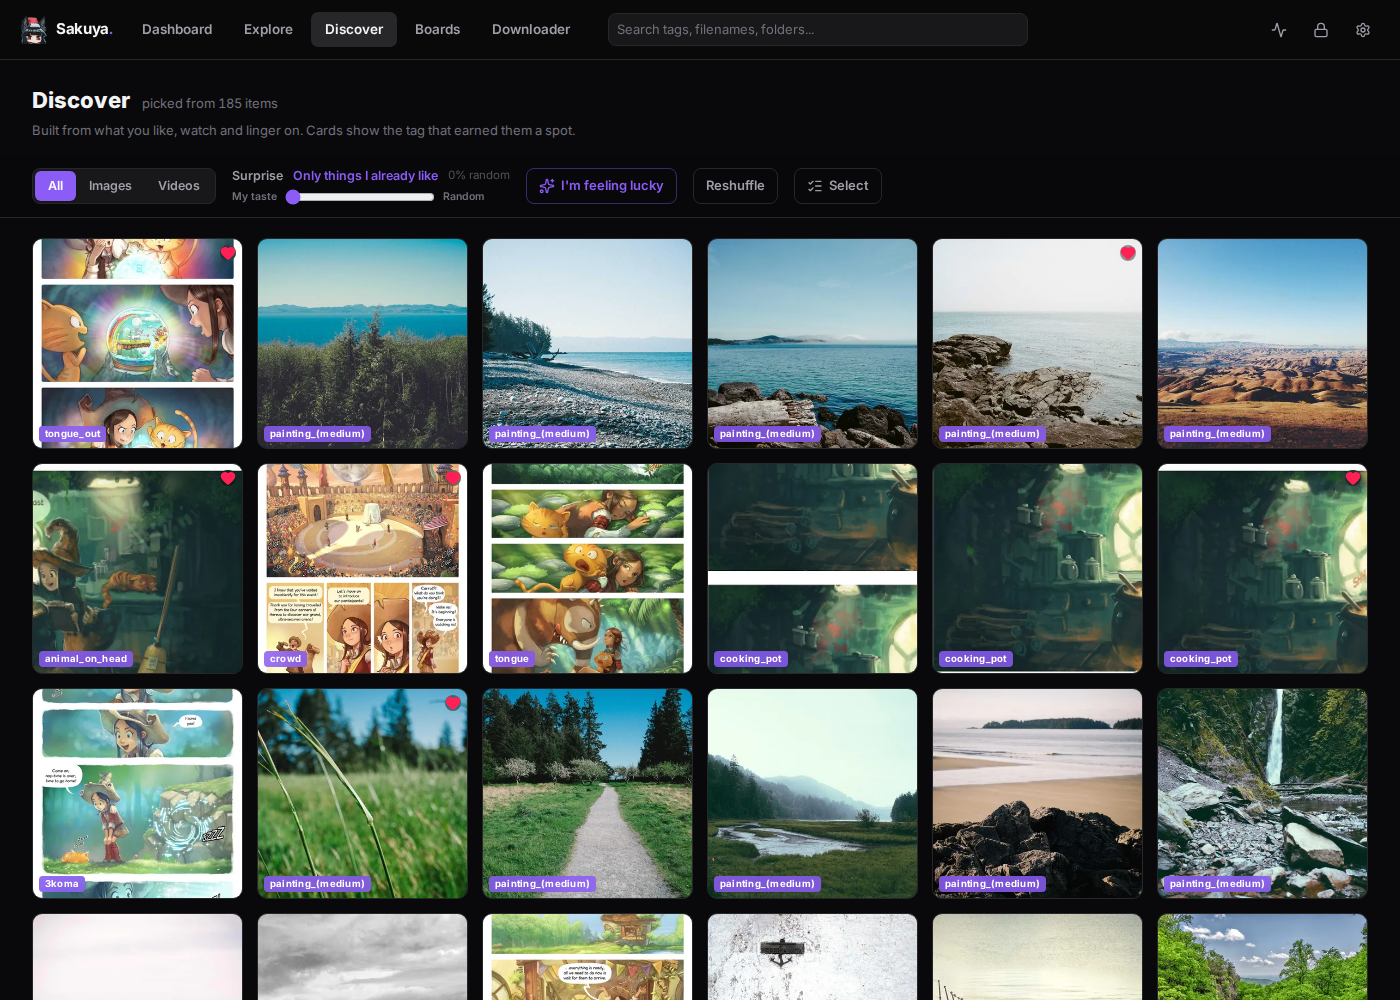 Sakuya.
Dashboard
Explore
Discover
Boards
Downloader
Search tags, filenames, folders...
Discover picked from 185 items
Built from what you like, watch and linger on. Cards show the tag that earned them a spot.
All
Images
Videos
Surprise Only things I already like 0% random
My taste
Random
I'm feeling lucky
Reshuffle
Select
tongue_out
painting_(medium)
painting_(medium)
painting_(medium)
painting_(medium)
painting_(medium)
animal_on_head
crowd
tongue
cooking_pot
cooking_pot
cooking_pot
3koma
painting_(medium)
painting_(medium)
painting_(medium)
painting_(medium)
painting_(medium)